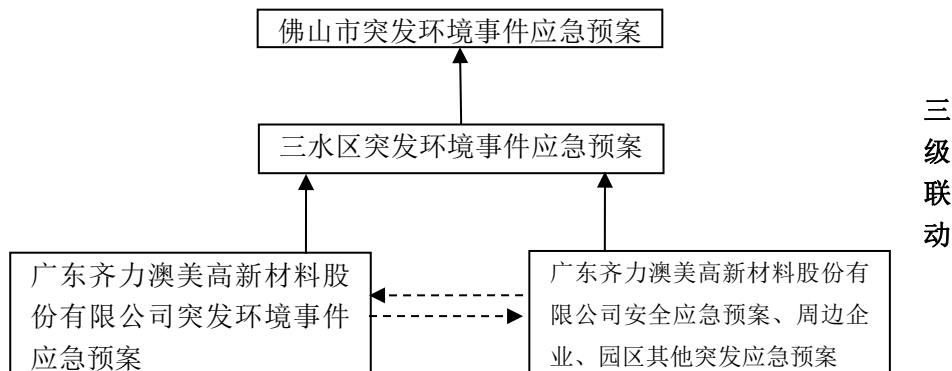 佛山市突发环境事件应急预案
三水区突发环境事件应急预案
三
级
联
动
广东齐力澳美高新材料股
份有限公司突发环境事件
应急预案
广东齐力澳美高新材料股份有
限公司安全应急预案、周边企
业、园区其他突发应急预案